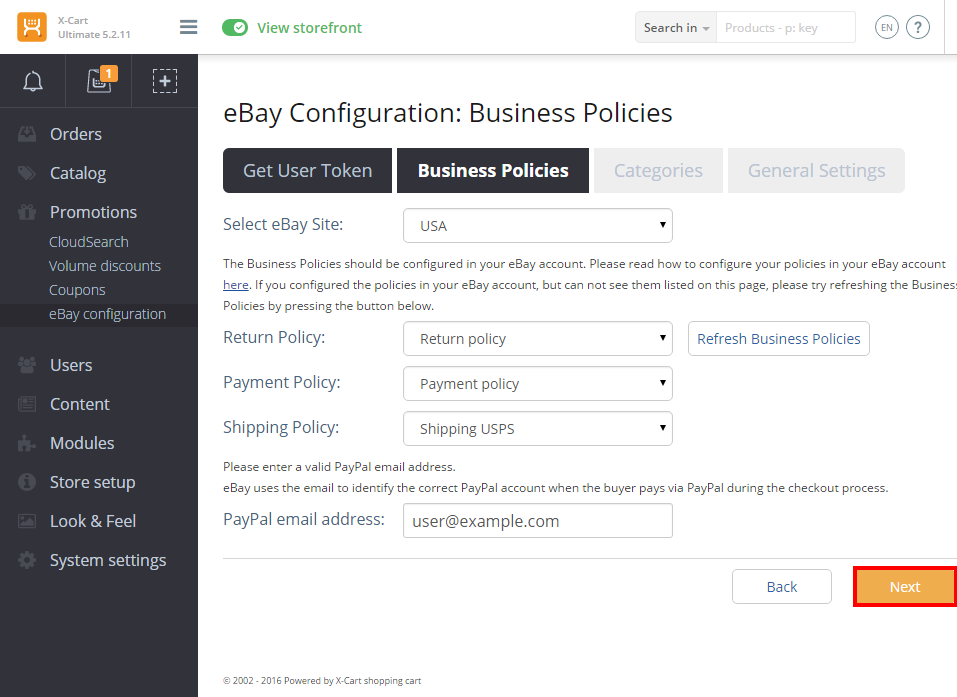 X-Cart
Ultimate 5.2.11
View storefront
Search in
Products - p: key
EN
?
1
Orders
Catalog
Promotions
CloudSearch
Volume discounts
Coupons
eBay configuration
Users
Content
Modules
Store setup
Look & Feel
System settings
eBay Configuration: Business Policies
Get User Token
Business Policies
Categories
General Settings
Select eBay Site:
USA
The Business Policies should be configured in your eBay account. Please read how to configure your policies in your eBay account
here. If you configured the policies in your eBay account, but can not see them listed on this page, please try refreshing the Busines
Policies by pressing the button below.
Return Policy:
Return policy
Refresh Business Policies
Payment Policy:
Payment policy
Shipping Policy:
Shipping USPS
Please enter a valid PayPal email address.
eBay uses the email to identify the correct PayPal account when the buyer pays via PayPal during the checkout process.
PayPal email address:
user@example.com
Back
Next
© 2002 - 2016 Powered by X-Cart shopping cart